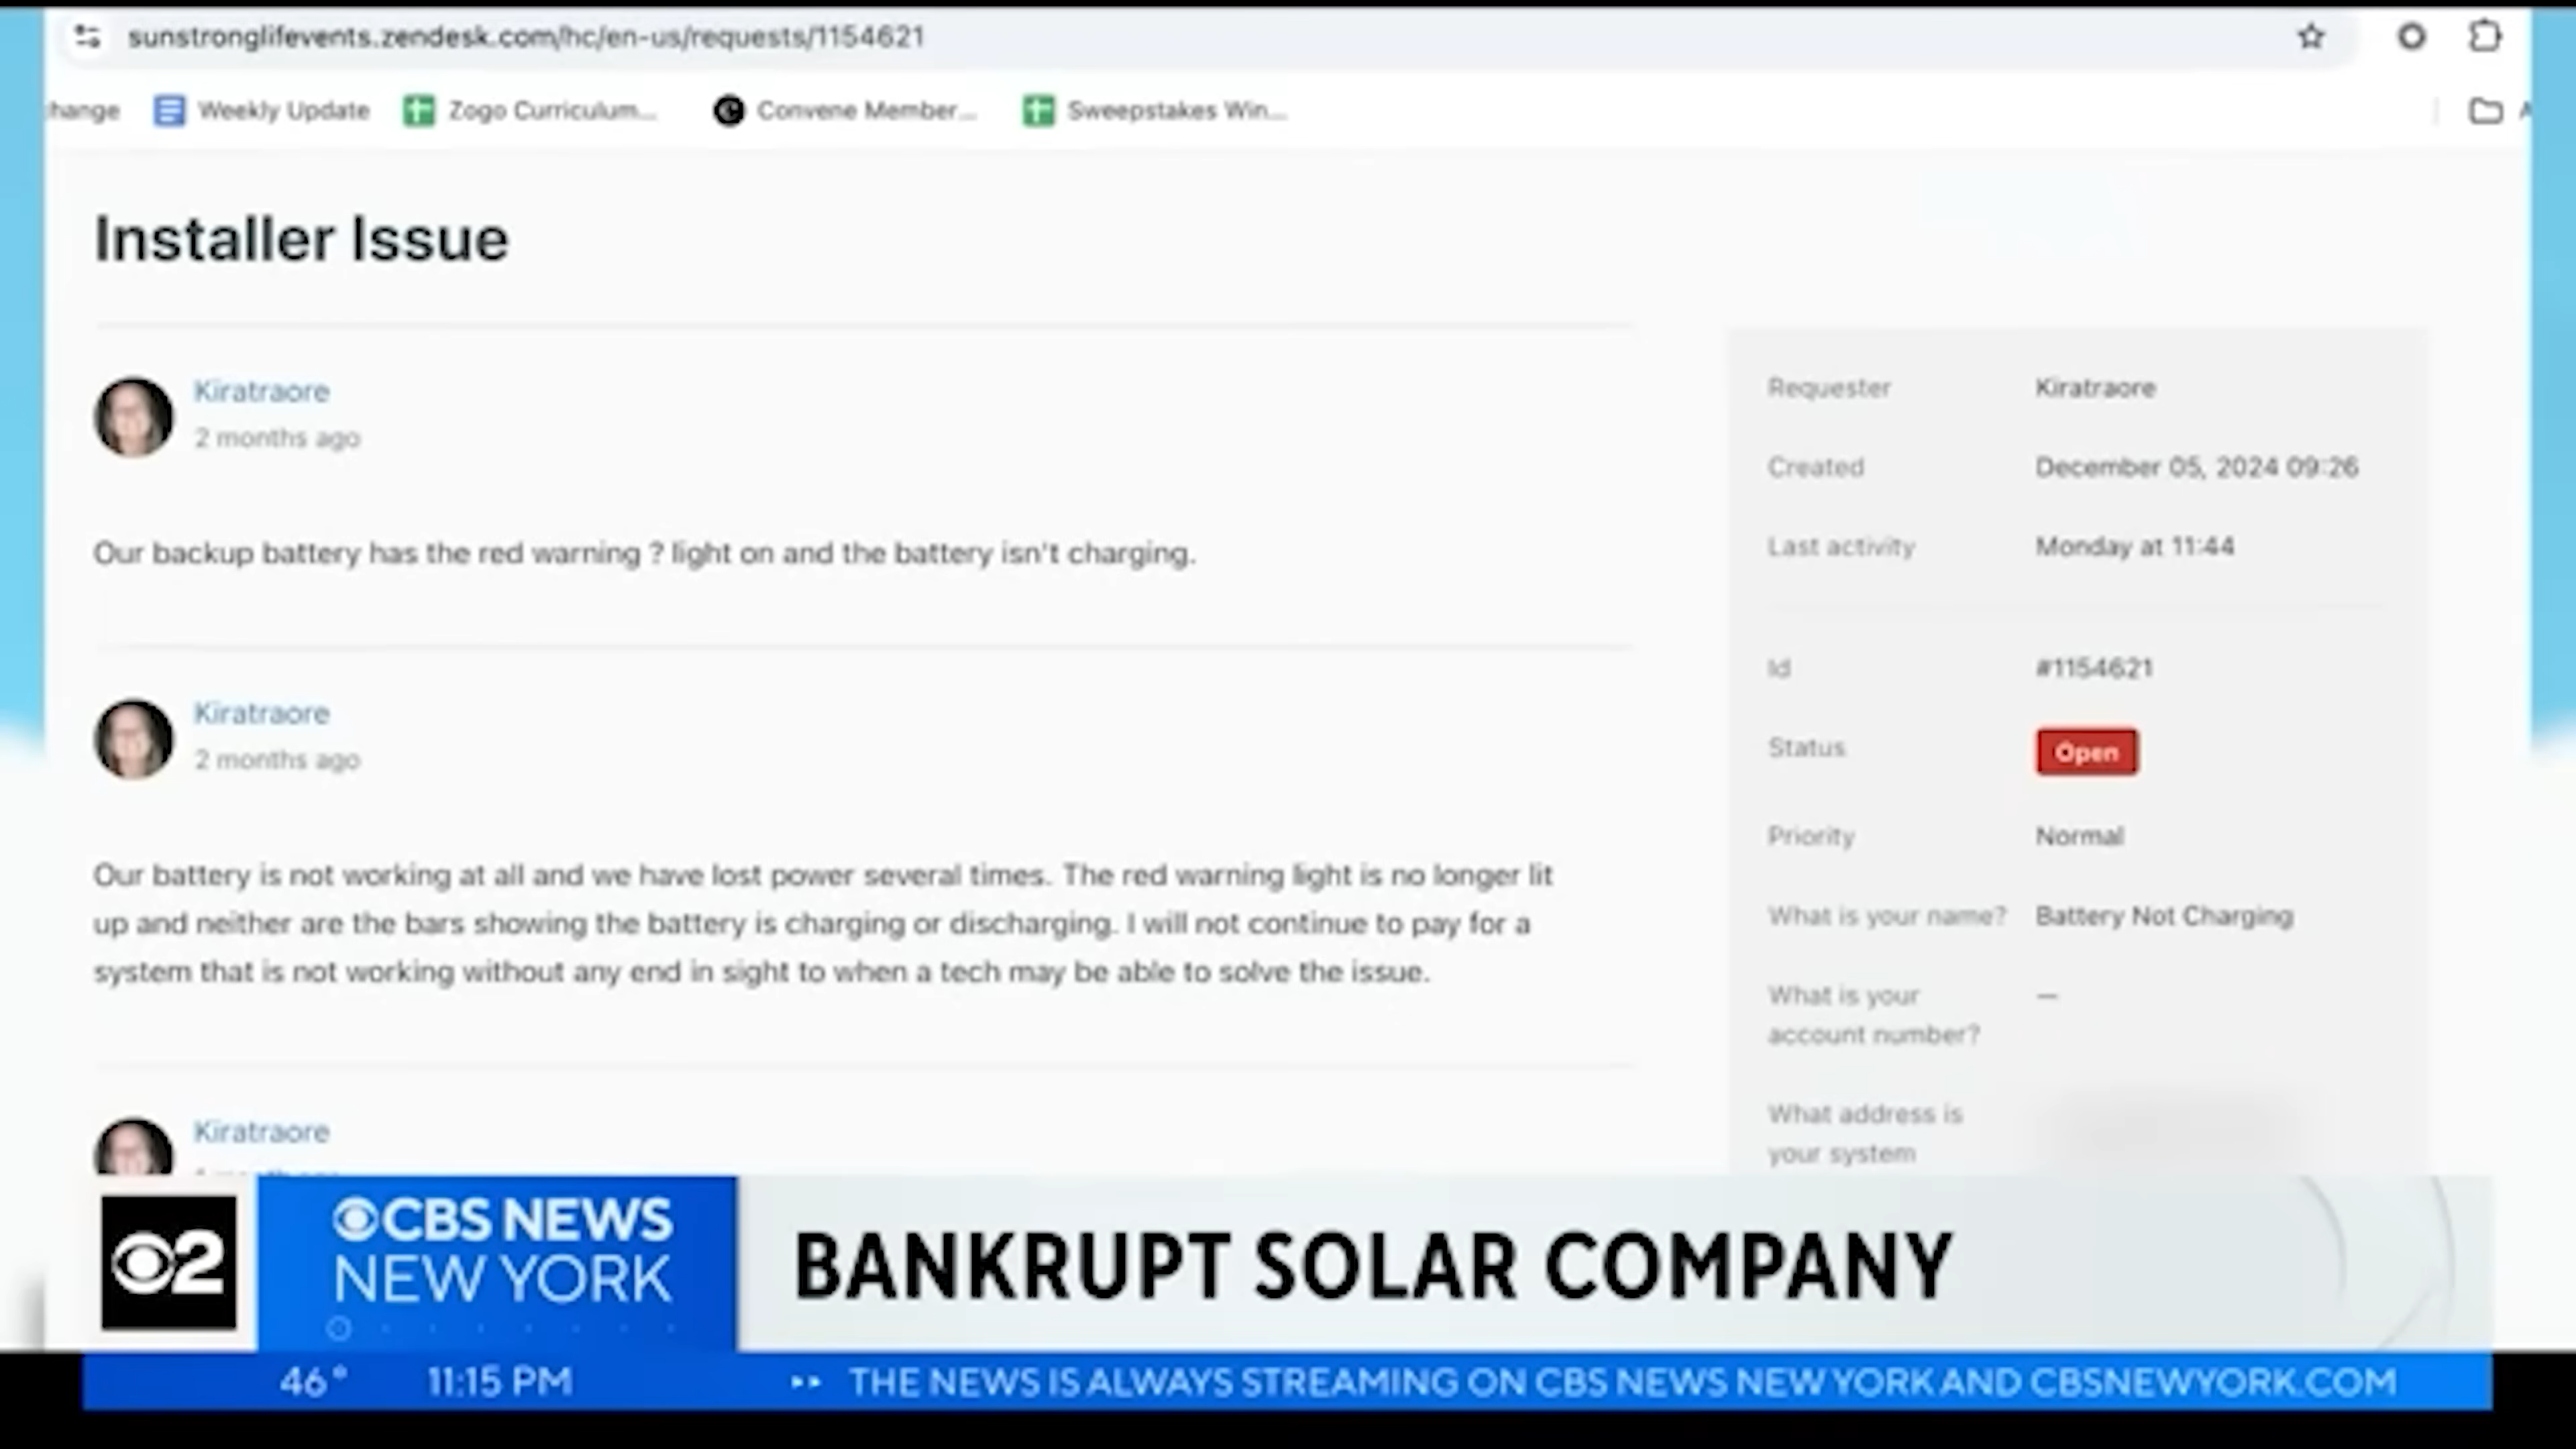 sunstronglifevents.zendesk.com/hc/en-us/requests/1154621
hange Weekly Update Zogo Curriculum... Convene Member... Sweepstakes Win...
Installer Issue
Kiratraore
2 months ago
Our backup battery has the red warning ? light on and the battery isn't charging.
Kiratraore
2 months ago
Our battery is not working at all and we have lost power several times. The red warning light is no longer lit
up and neither are the bars showing the battery is charging or discharging. I will not continue to pay for a
system that is not working without any end in sight to when a tech may be able to solve the issue.
Kiratraore
Requester Kiratraore
Created December 05, 2024 09:26
Last activity Monday at 11:44
Id #1154621
Status Open
Priority Normal
What is your name? Battery Not Charging
What is your —
account number?
What address is
your system
2 CBS NEWS
NEW YORK
BANKRUPT SOLAR COMPANY
46° 11:15 PM THE NEWS IS ALWAYS STREAMING ON CBS NEWS NEW YORK AND CBSNEWYORK.COM